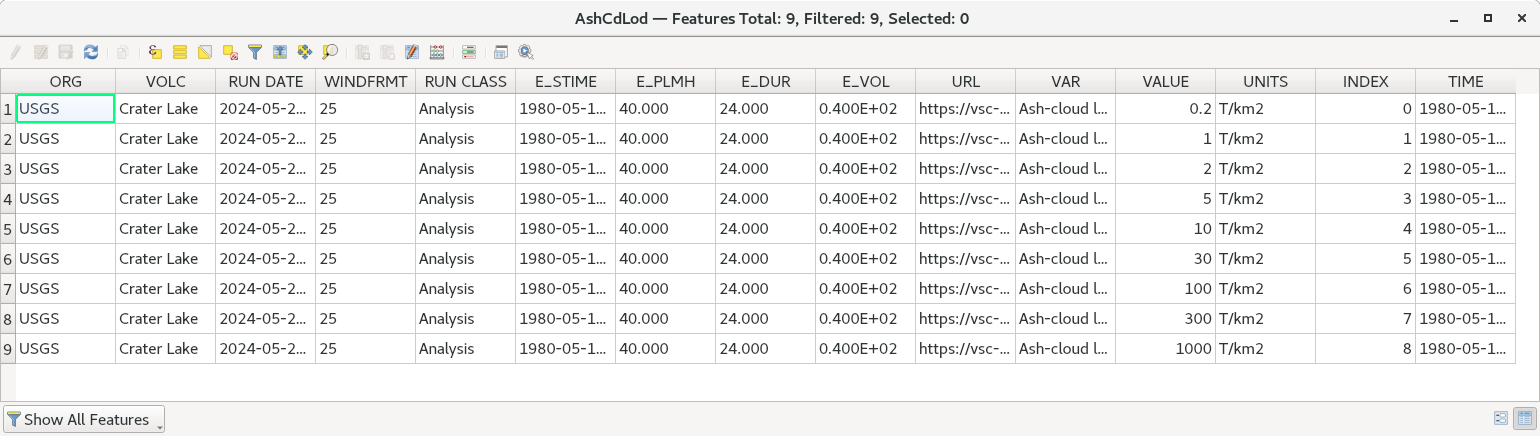 AshCdLod — Features Total: 9, Filtered: 9, Selected: 0
ORG VOLC RUN DATE WINDFRMT RUN CLASS E_STIME E_PLMH E_DUR E_VOL URL VAR VALUE UNITS INDEX TIME
1 USGS Crater Lake 2024-05-2... 25 Analysis 1980-05-1... 40.000 24.000 0.400E+02 https://vsc-... Ash-cloud l... 0.2 T/km2 0 1980-05-1...
2 USGS Crater Lake 2024-05-2... 25 Analysis 1980-05-1... 40.000 24.000 0.400E+02 https://vsc-... Ash-cloud l... 1 T/km2 1 1980-05-1...
3 USGS Crater Lake 2024-05-2... 25 Analysis 1980-05-1... 40.000 24.000 0.400E+02 https://vsc-... Ash-cloud l... 2 T/km2 2 1980-05-1...
4 USGS Crater Lake 2024-05-2... 25 Analysis 1980-05-1... 40.000 24.000 0.400E+02 https://vsc-... Ash-cloud l... 5 T/km2 3 1980-05-1...
5 USGS Crater Lake 2024-05-2... 25 Analysis 1980-05-1... 40.000 24.000 0.400E+02 https://vsc-... Ash-cloud l... 10 T/km2 4 1980-05-1...
6 USGS Crater Lake 2024-05-2... 25 Analysis 1980-05-1... 40.000 24.000 0.400E+02 https://vsc-... Ash-cloud l... 30 T/km2 5 1980-05-1...
7 USGS Crater Lake 2024-05-2... 25 Analysis 1980-05-1... 40.000 24.000 0.400E+02 https://vsc-... Ash-cloud l... 100 T/km2 6 1980-05-1...
8 USGS Crater Lake 2024-05-2... 25 Analysis 1980-05-1... 40.000 24.000 0.400E+02 https://vsc-... Ash-cloud l... 300 T/km2 7 1980-05-1...
9 USGS Crater Lake 2024-05-2... 25 Analysis 1980-05-1... 40.000 24.000 0.400E+02 https://vsc-... Ash-cloud l... 1000 T/km2 8 1980-05-1...
Show All Features